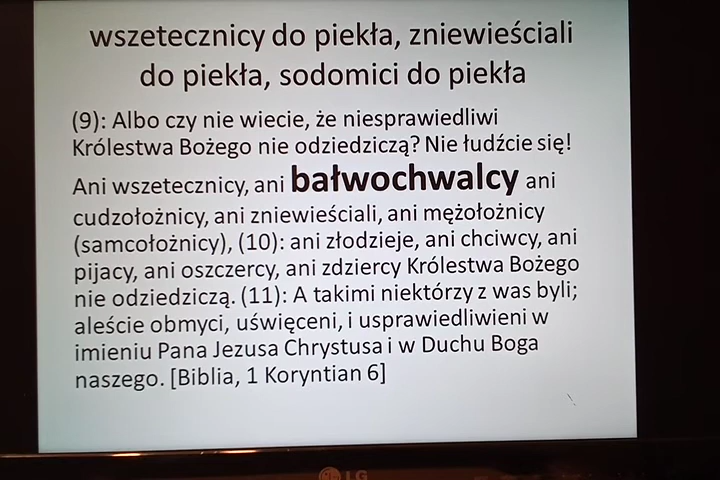 wszetecznicy do piekła, zniewieściali
do piekła, sodomici do piekła
(9): Albo czy nie wiecie, że niesprawiedliwi
Królestwa Bożego nie odziedziczą? Nie łudźcie się!
Ani wszetecznicy, ani bałwochwalcy ani
cudzołożnicy, ani zniewieściali, ani mężołożnicy
(samcołożnicy), (10): ani złodzieje, ani chciwcy, ani
pijacy, ani oszczercy, ani zdziercy Królestwa Bożego
nie odziedziczą. (11): A takimi niektórzy z was byli;
aleście obmyci, uświęceni, i usprawiedliwieni w
imieniu Pana Jezusa Chrystusa i w Duchu Boga
naszego. [Biblia, 1 Koryntian 6]
LG